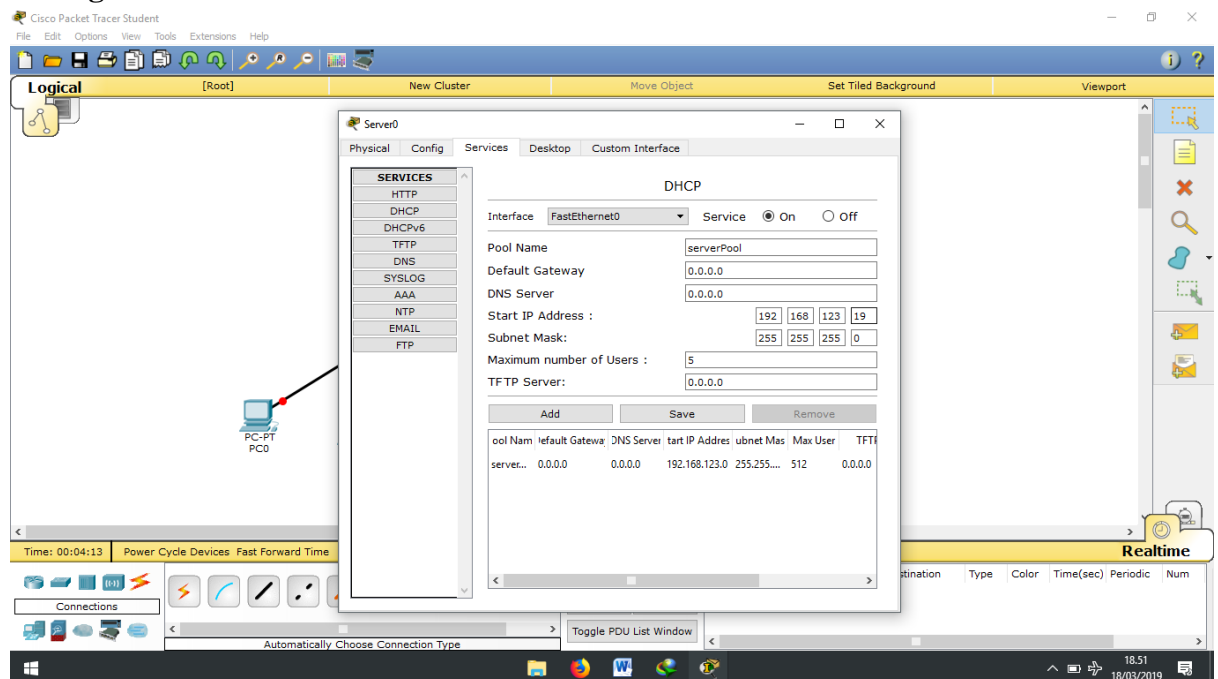 Cisco Packet Tracer Student
File Edit Options View Tools Extensions Help
Logical [Root] New Cluster Move Object Set Tiled Background Viewport
Server0
Physical Config Services Desktop Custom Interface
SERVICES
HTTP
DHCP
DHCPv6
TFTP
DNS
SYSLOG
AAA
NTP
EMAIL
FTP
DHCP
Interface FastEthernet0 Service On Off
Pool Name serverPool
Default Gateway 0.0.0.0
DNS Server 0.0.0.0
Start IP Address : 192 168 123 19
Subnet Mask: 255 255 255 0
Maximum number of Users : 5
TFTP Server: 0.0.0.0
Add Save Remove
ool Nam efault Gateway DNS Server tart IP Addres ubnet Mas Max User TFTI
server... 0.0.0.0 0.0.0.0 192.168.123.0 255.255.... 512 0.0.0.0
PC-PT
PC0
Time: 00:04:13 Power Cycle Devices Fast Forward Time Realtime
Connections
Automatically Choose Connection Type
Toggle PDU List Window
stination Type Color Time(sec) Periodic Num
18.51
18/03/2019